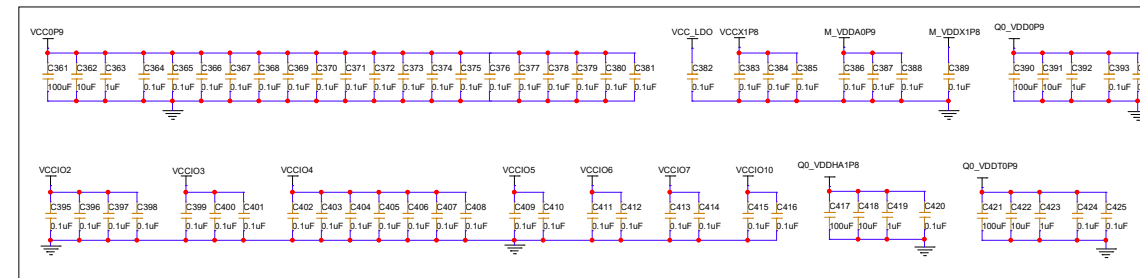 VCC0P9 VCC_LDO VCCX1P8 M_VDDA0P9 M_VDDX1P8 Q0_VDD0P9
C361 C362 C363 C364 C365 C366 C367 C368 C369 C370 C371 C372 C373 C374 C375 C376 C377 C378 C379 C380 C381 C382 C383 C384 C385 C386 C387 C388 C389 C390 C391 C392 C393
100uF 10uF 1uF 0.1uF 0.1uF 0.1uF 0.1uF 0.1uF 0.1uF 0.1uF 0.1uF 0.1uF 0.1uF 0.1uF 0.1uF 0.1uF 0.1uF 0.1uF 0.1uF 0.1uF 0.1uF 0.1uF 0.1uF 0.1uF 0.1uF 0.1uF 0.1uF 0.1uF 0.1uF 100uF 10uF 1uF 0.1uF
VCCIO2 VCCIO3 VCCIO4 VCCIO5 VCCIO6 VCCIO7 VCCIO10 Q0_VDDHA1P8 Q0_VDDT0P9
C395 C396 C397 C398 C399 C400 C401 C402 C403 C404 C405 C406 C407 C408 C409 C410 C411 C412 C413 C414 C415 C416 C417 C418 C419 C420 C421 C422 C423 C424 C425
0.1uF 0.1uF 0.1uF 0.1uF 0.1uF 0.1uF 0.1uF 0.1uF 0.1uF 0.1uF 0.1uF 0.1uF 0.1uF 0.1uF 0.1uF 0.1uF 0.1uF 0.1uF 0.1uF 0.1uF 0.1uF 0.1uF 100uF 10uF 1uF 0.1uF 100uF 10uF 1uF 0.1uF 0.1uF